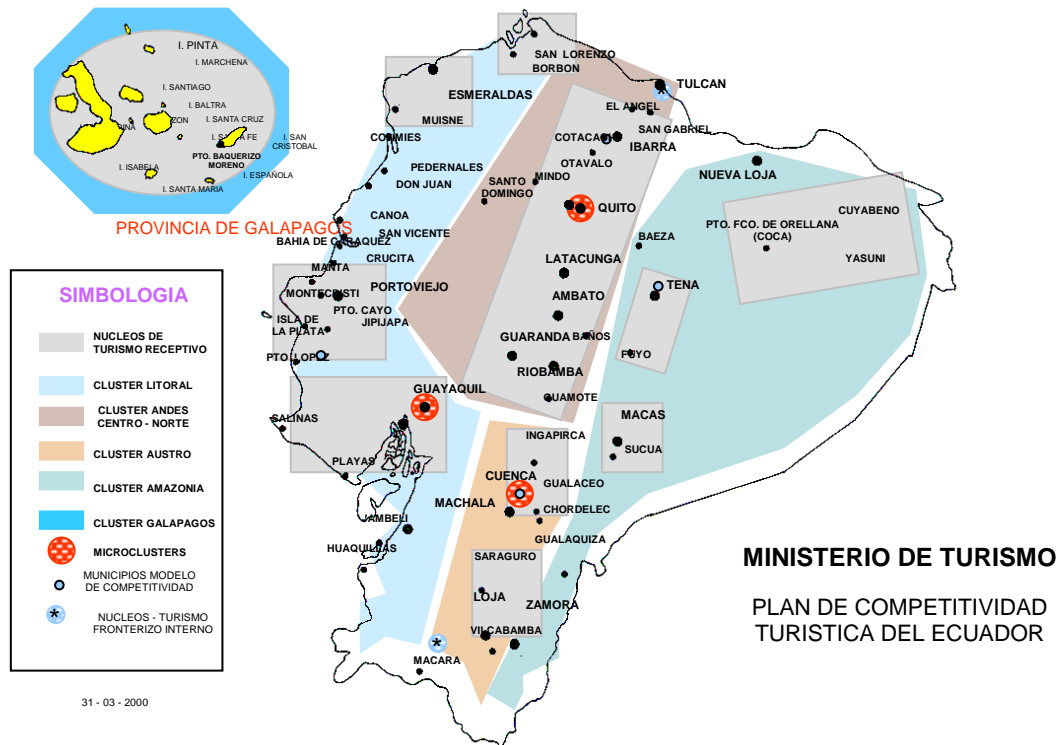 I. PINTA
I. MARCHENA
I. SANTIAGO
I. BALTRA
I. SANTA CRUZ
I. SAN
CRISTOBAL
PTO. BAQUERIZO
MORENO
I. ISABELA
I. ESPAÑOLA
I. SANTA MARIA
PROVINCIA DE GALAPAGOS
SAN LORENZO
BORBON
TULCAN
ESMERALDAS
EL ANGEL
MUISNE
SAN GABRIEL
COTACACHI
IBARRA
COJIMIES
OTAVALO
PEDERNALES
MINDO
NUEVA LOJA
DON JUAN
SANTO
DOMINGO
QUITO
CANOA
CUYABENO
PTO. FCO. DE ORELLANA
(COCA)
SAN VICENTE
BAHIA DE CARAQUEZ
BAEZA
CRUCITA
YASUNI
LATACUNGA
MANTA
PORTOVIEJO
TENA
MONTECRISTI
AMBATO
PTO. CAYO
ISLA DE
LA PLATA
JIPIJAPA
GUARANDA
BAÑOS
PTO. LOPEZ
PUYO
RIOBAMBA
GUAYAQUIL
GUAMOTE
MACAS
SALINAS
INGAPIRCA
SUCUA
PLAYAS
CUENCA
GUALACEO
MACHALA
CHORDELEC
JAMBELI
GUALAQUIZA
HUAQUILLAS
SARAGURO
LOJA
ZAMORA
VILCABAMBA
MACARA
SIMBOLOGIA
NUCLEOS DE
TURISMO RECEPTIVO
CLUSTER LITORAL
CLUSTER ANDES
CENTRO - NORTE
CLUSTER AUSTRO
CLUSTER AMAZONIA
CLUSTER GALAPAGOS
MICROCLUSTERS
MUNICIPIOS MODELO
DE COMPETITIVIDAD
*
NUCLEOS - TURISMO
FRONTERIZO INTERNO
31 - 03 - 2000
MINISTERIO DE TURISMO
PLAN DE COMPETITIVIDAD
TURISTICA DEL ECUADOR